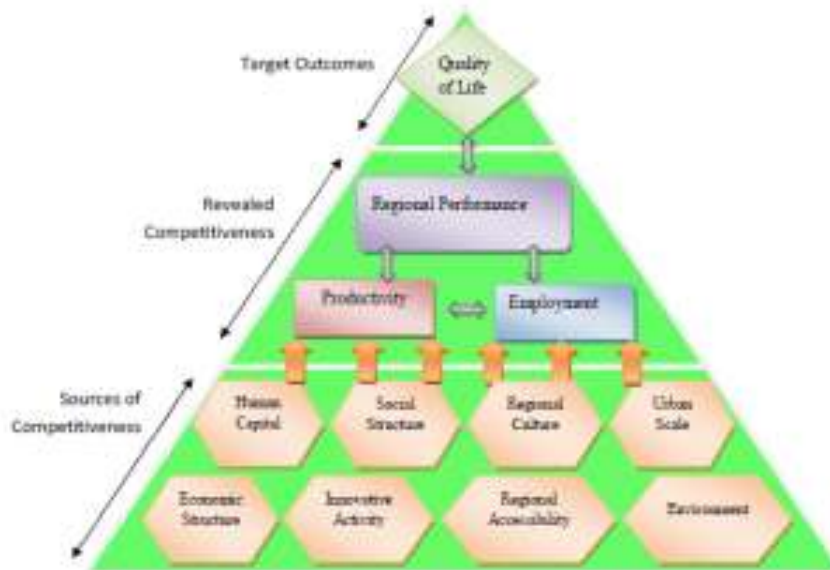 Target Outcomes
Quality
of Life
Revealed
Competitiveness
Regional Performance
Productivity
Employment
Sources of
Competitiveness
Human
Capital
Social
Structure
Regional
Culture
Urban
Scale
Economic
Structure
Innovative
Activity
Regional
Accessibility
Environment